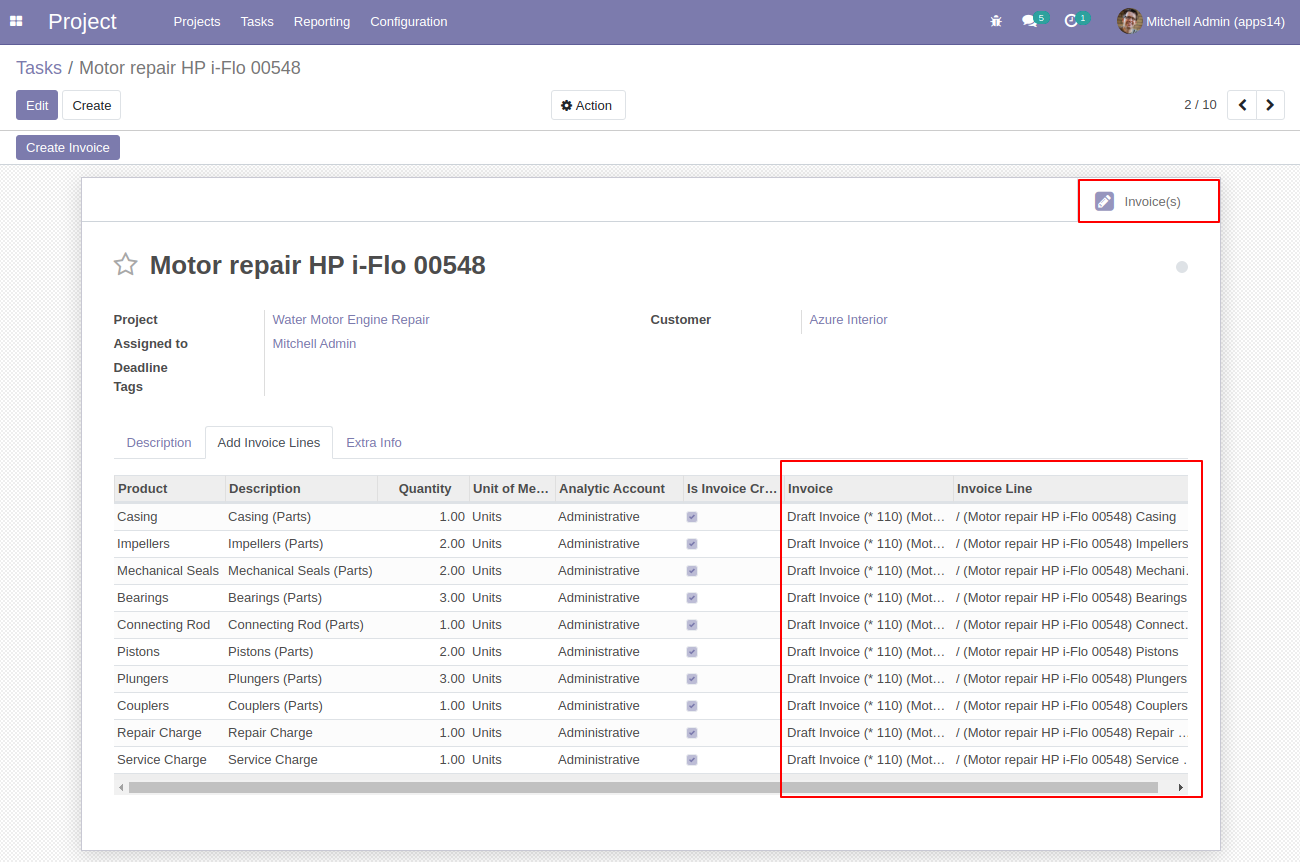 Project Projects Tasks Reporting Configuration 5 1 Mitchell Admin (apps14)
Tasks / Motor repair HP i-Flo 00548
Edit Create Action 2 / 10
Create Invoice
Invoice(s)
Motor repair HP i-Flo 00548
Project Water Motor Engine Repair Customer Azure Interior
Assigned to Mitchell Admin
Deadline
Tags
Description Add Invoice Lines Extra Info
Product Description Quantity Unit of Me... Analytic Account Is Invoice Cr... Invoice Invoice Line
Casing Casing (Parts) 1.00 Units Administrative Draft Invoice (* 110) (Mot... / (Motor repair HP i-Flo 00548) Casing
Impellers Impellers (Parts) 2.00 Units Administrative Draft Invoice (* 110) (Mot... / (Motor repair HP i-Flo 00548) Impellers
Mechanical Seals Mechanical Seals (Parts) 2.00 Units Administrative Draft Invoice (* 110) (Mot... / (Motor repair HP i-Flo 00548) Mechani...
Bearings Bearings (Parts) 3.00 Units Administrative Draft Invoice (* 110) (Mot... / (Motor repair HP i-Flo 00548) Bearings
Connecting Rod Connecting Rod (Parts) 1.00 Units Administrative Draft Invoice (* 110) (Mot... / (Motor repair HP i-Flo 00548) Connect...
Pistons Pistons (Parts) 2.00 Units Administrative Draft Invoice (* 110) (Mot... / (Motor repair HP i-Flo 00548) Pistons
Plungers Plungers (Parts) 3.00 Units Administrative Draft Invoice (* 110) (Mot... / (Motor repair HP i-Flo 00548) Plungers
Couplers Couplers (Parts) 1.00 Units Administrative Draft Invoice (* 110) (Mot... / (Motor repair HP i-Flo 00548) Couplers
Repair Charge Repair Charge 1.00 Units Administrative Draft Invoice (* 110) (Mot... / (Motor repair HP i-Flo 00548) Repair ...
Service Charge Service Charge 1.00 Units Administrative Draft Invoice (* 110) (Mot... / (Motor repair HP i-Flo 00548) Service ...